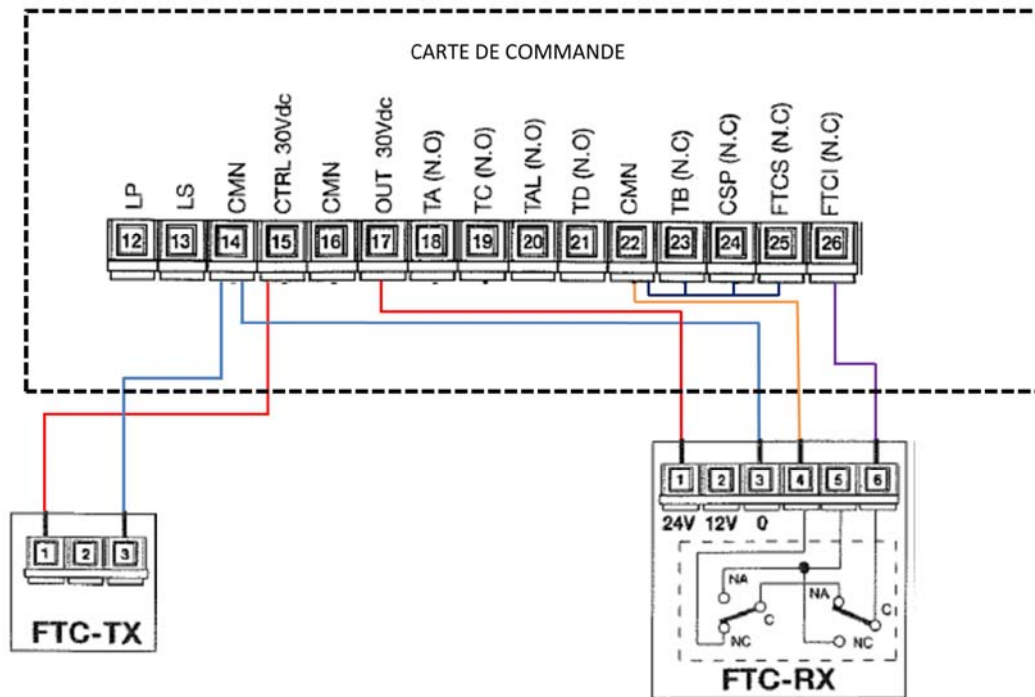 CARTE DE COMMANDE
LP
LS
CMN
CTRL 30Vdc
CMN
OUT 30Vdc
TA (N.O)
TC (N.O)
TAL (N.O)
TD (N.O)
CMN
TB (N.C)
CSP (N.C)
FTCS (N.C)
FTCI (N.C)
12 13 14 15 16 17 18 19 20 21 22 23 24 25 26
1 2 3 4 5 6
24V 12V 0
1 2 3
FTC-TX
NA
NA
C
C
NC
NC
FTC-RX